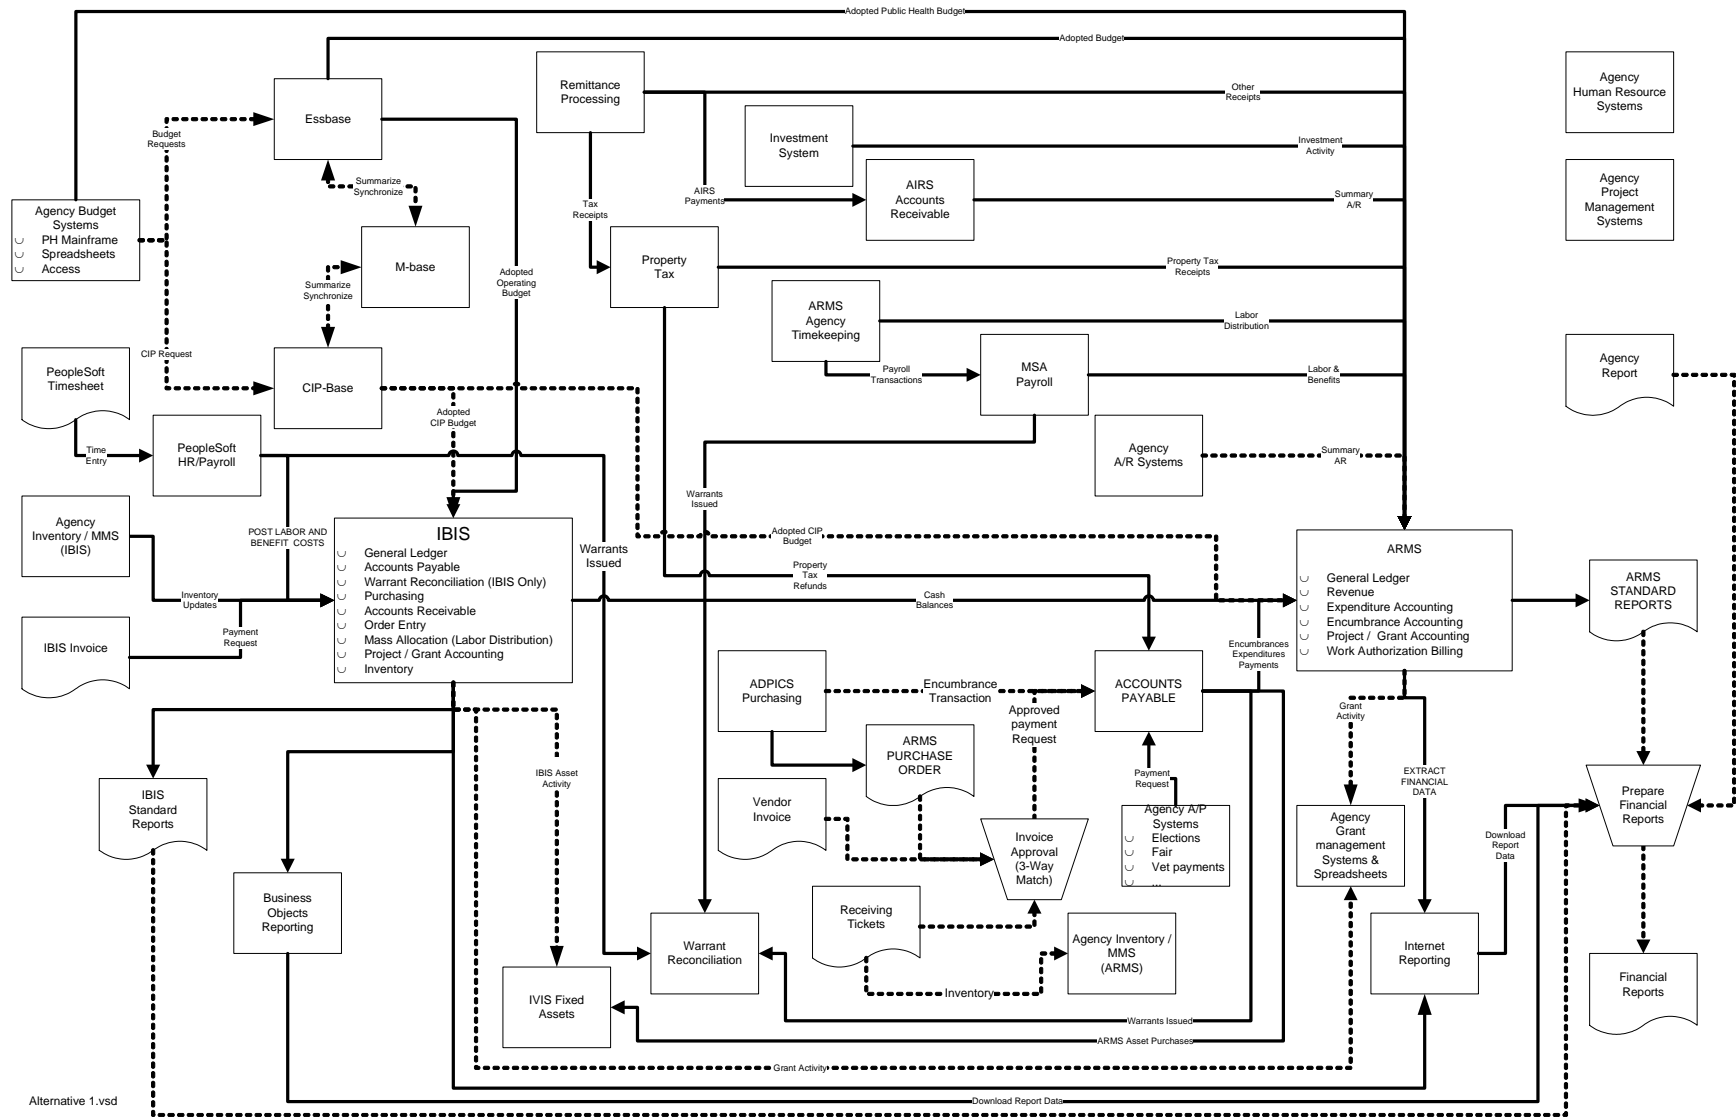 Adopted Public Health Budget
Adopted Budget
Remittance
Processing
Other
Receipts
Agency
Human Resource
Systems
Essbase
Budget
Requests
Investment
System
Investment
Activity
Summarize
Synchronize
AIRS
Payments
AIRS
Accounts
Receivable
Summary
A/R
Agency
Project
Management
Systems
Tax
Receipts
Agency Budget
Systems
PH Mainframe
Spreadsheets
Access
M-base
Property
Tax
Property Tax
Receipts
Adopted
Operating
Budget
Summarize
Synchronize
ARMS
Agency
Timekeeping
Labor
Distribution
CIP Request
PeopleSoft
Timesheet
CIP-Base
Payroll
Transactions
MSA
Payroll
Labor &
Benefits
Agency
Report
Adopted
CIP Budget
Time
Entry
PeopleSoft
HR/Payroll
Agency
A/R Systems
Summary
AR
Warrants
Issued
Agency
Inventory / MMS
(IBIS)
POST LABOR AND
BENEFIT COSTS
IBIS
General Ledger
Accounts Payable
Warrant Reconciliation (IBIS Only)
Purchasing
Accounts Receivable
Order Entry
Mass Allocation (Labor Distribution)
Project / Grant Accounting
Inventory
Warrants
Issued
Adopted CIP
Budget
Property
Tax
Refunds
Cash
Balances
ARMS
General Ledger
Revenue
Expenditure Accounting
Encumbrance Accounting
Project / Grant Accounting
Work Authorization Billing
ARMS
STANDARD
REPORTS
Inventory
Updates
Payment
Request
IBIS Invoice
Encumbrances
Expenditures
Payments
ADPICS
Purchasing
Encumbrance
Transaction
ACCOUNTS
PAYABLE
Approved
payment
Request
Grant
Activity
ARMS
PURCHASE
ORDER
IBIS Asset
Activity
Payment
Request
EXTRACT
FINANCIAL
DATA
IBIS
Standard
Reports
Vendor
Invoice
Agency A/P
Systems
Elections
Fair
Vet payments
...
Prepare
Financial
Reports
Invoice
Approval
(3-Way
Match)
Agency
Grant
management
Systems &
Spreadsheets
Download
Report
Data
Business
Objects
Reporting
Receiving
Tickets
Warrant
Reconciliation
Agency Inventory /
MMS
(ARMS)
Internet
Reporting
Financial
Reports
Inventory
IVIS Fixed
Assets
Warrants Issued
ARMS Asset Purchases
Grant Activity
Download Report Data
Alternative 1.vsd